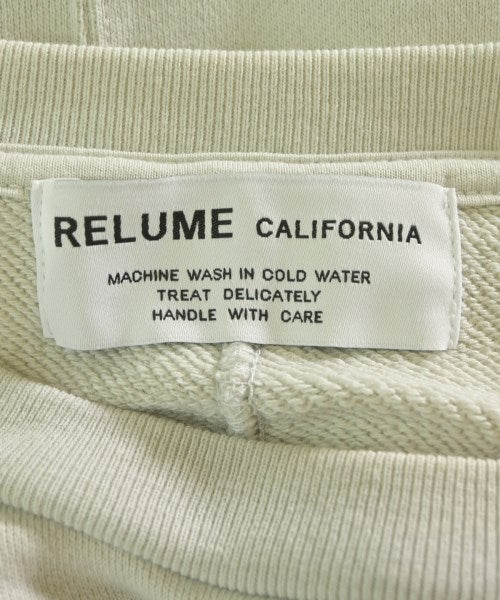 RELUME CALIFORNIA
MACHINE WASH IN COLD WATER
TREAT DELICATELY
HANDLE WITH CARE